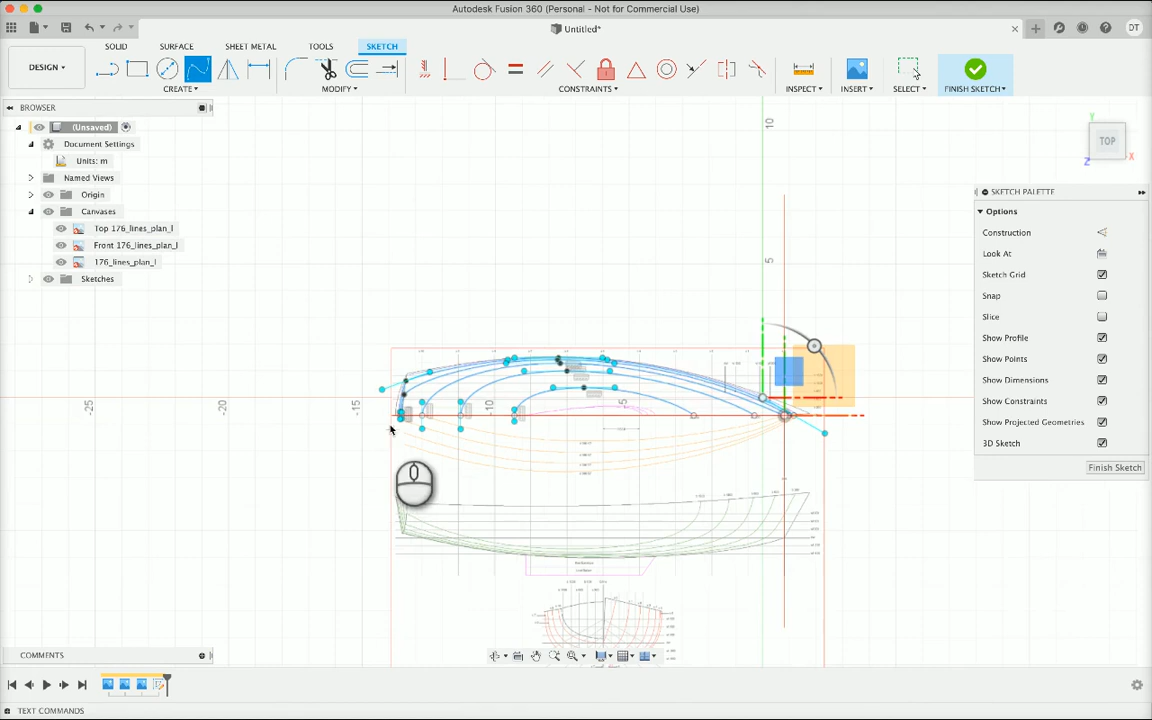 Autodesk Fusion 360 (Personal - Not for Commercial Use)
Untitled*
DT
SOLID SURFACE SHEET METAL TOOLS SKETCH
DESIGN
CREATE MODIFY CONSTRAINTS INSPECT INSERT SELECT FINISH SKETCH
BROWSER
(Unsaved)
Document Settings
Units: m
Named Views
Origin
Canvases
Top 176_lines_plan_l
Front 176_lines_plan_l
176_lines_plan_l
Sketches
10
5
-25 -20 -15 -10 5
Y
TOP
X
Z
SKETCH PALETTE
Options
Construction
Look At
Sketch Grid
Snap
Slice
Show Profile
Show Points
Show Dimensions
Show Constraints
Show Projected Geometries
3D Sketch
Finish Sketch
COMMENTS
TEXT COMMANDS